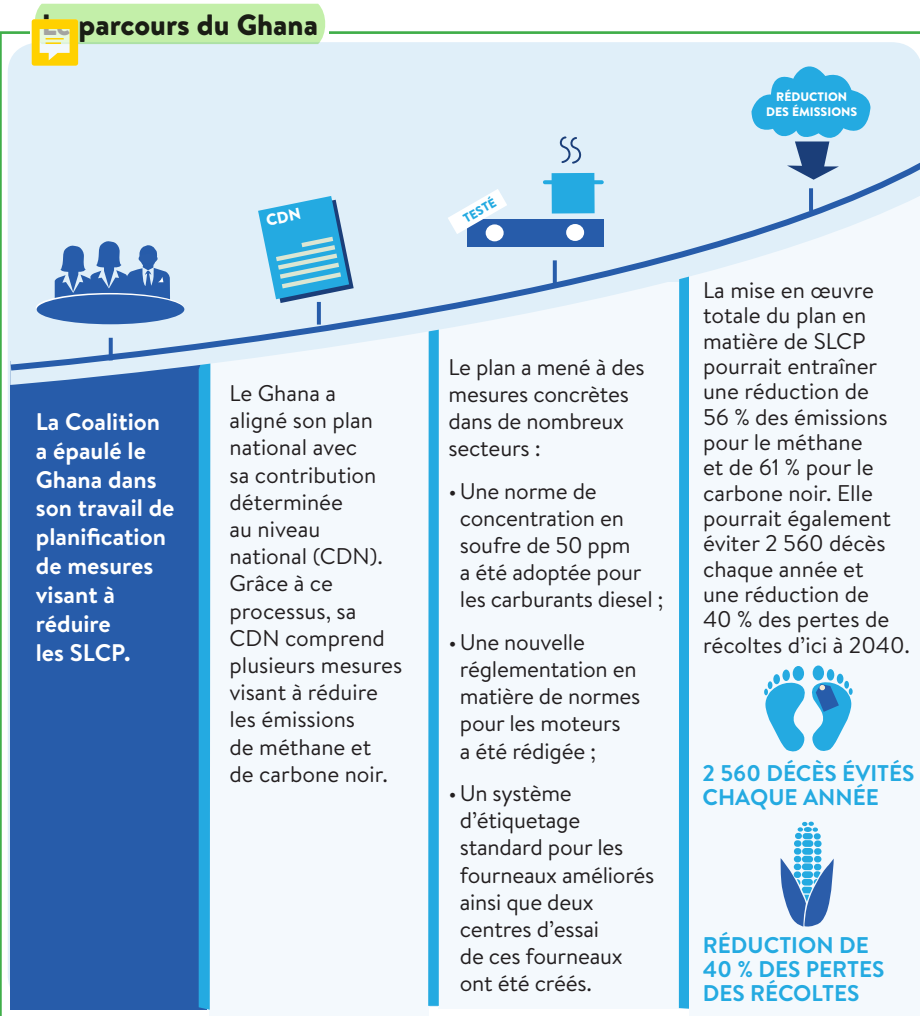 parcours du Ghana
RÉDUCTION
DES ÉMISSIONS
CDN
TESTÉ
La Coalition
a épaulé le
Ghana dans
son travail de
planification
de mesures
visant à
réduire
les SLCP.
Le Ghana a
aligné son plan
national avec
sa contribution
déterminée
au niveau
national (CDN).
Grâce à ce
processus, sa
CDN comprend
plusieurs mesures
visant à réduire
les émissions
de méthane et
de carbone noir.
Le plan a mené à des
mesures concrètes
dans de nombreux
secteurs :
• Une norme de
concentration en
soufre de 50 ppm
a été adoptée pour
les carburants diesel ;
• Une nouvelle
réglementation en
matière de normes
pour les moteurs
a été rédigée ;
• Un système
d'étiquetage
standard pour les
fourneaux améliorés
ainsi que deux
centres d'essai
de ces fourneaux
ont été créés.
La mise en œuvre
totale du plan en
matière de SLCP
pourrait entraîner
une réduction de
56 % des émissions
pour le méthane
et de 61 % pour le
carbone noir. Elle
pourrait également
éviter 2 560 décès
chaque année et
une réduction de
40 % des pertes de
récoltes d'ici à 2040.
2 560 DÉCÈS ÉVITÉS
CHAQUE ANNÉE
RÉDUCTION DE
40 % DES PERTES
DES RÉCOLTES